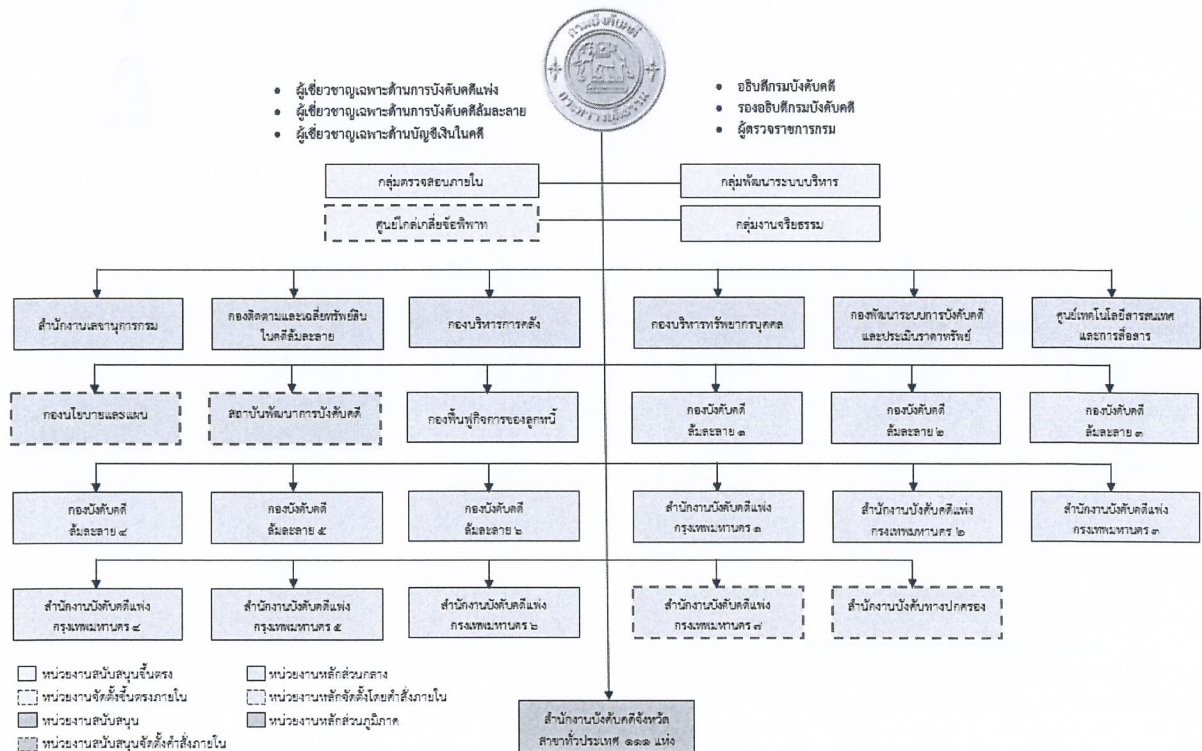 กรมบังคับคดี
กระทรวงยุติธรรม
• ผู้เชี่ยวชาญเฉพาะด้านการบังคับคดีแพ่ง
• ผู้เชี่ยวชาญเฉพาะด้านการบังคับคดีล้มละลาย
• ผู้เชี่ยวชาญเฉพาะด้านบัญชีเงินในคดี
• อธิบดีกรมบังคับคดี
• รองอธิบดีกรมบังคับคดี
• ผู้ตรวจราชการกรม
กลุ่มตรวจสอบภายใน
กลุ่มพัฒนาระบบบริหาร
ศูนย์ไกล่เกลี่ยข้อพิพาท
กลุ่มงานจริยธรรม
สำนักงานเลขานุการกรม
กองติดตามและเฉลี่ยทรัพย์สิน
ในคดีล้มละลาย
กองบริหารการคลัง
กองบริหารทรัพยากรบุคคล
กองพัฒนาระบบการบังคับคดี
และประเมินราคาทรัพย์
ศูนย์เทคโนโลยีสารสนเทศ
และการสื่อสาร
กองนโยบายและแผน
สถาบันพัฒนาการบังคับคดี
กองฟื้นฟูกิจการของลูกหนี้
กองบังคับคดี
ล้มละลาย ๑
กองบังคับคดี
ล้มละลาย ๒
กองบังคับคดี
ล้มละลาย ๓
กองบังคับคดี
ล้มละลาย ๔
กองบังคับคดี
ล้มละลาย ๕
กองบังคับคดี
ล้มละลาย ๖
สำนักงานบังคับคดีแพ่ง
กรุงเทพมหานคร ๑
สำนักงานบังคับคดีแพ่ง
กรุงเทพมหานคร ๒
สำนักงานบังคับคดีแพ่ง
กรุงเทพมหานคร ๓
สำนักงานบังคับคดีแพ่ง
กรุงเทพมหานคร ๔
สำนักงานบังคับคดีแพ่ง
กรุงเทพมหานคร ๕
สำนักงานบังคับคดีแพ่ง
กรุงเทพมหานคร ๖
สำนักงานบังคับคดีแพ่ง
กรุงเทพมหานคร ๗
สำนักงานบังคับทางปกครอง
หน่วยงานสนับสนุนขึ้นตรง
หน่วยงานจัดตั้งขึ้นตรงภายใน
หน่วยงานสนับสนุน
หน่วยงานสนับสนุนจัดตั้งคำสั่งภายใน
หน่วยงานหลักส่วนกลาง
หน่วยงานหลักจัดตั้งโดยคำสั่งภายใน
หน่วยงานหลักส่วนภูมิภาค
สำนักงานบังคับคดีจังหวัด
สาขาทั่วประเทศ ๑๑๑ แห่ง